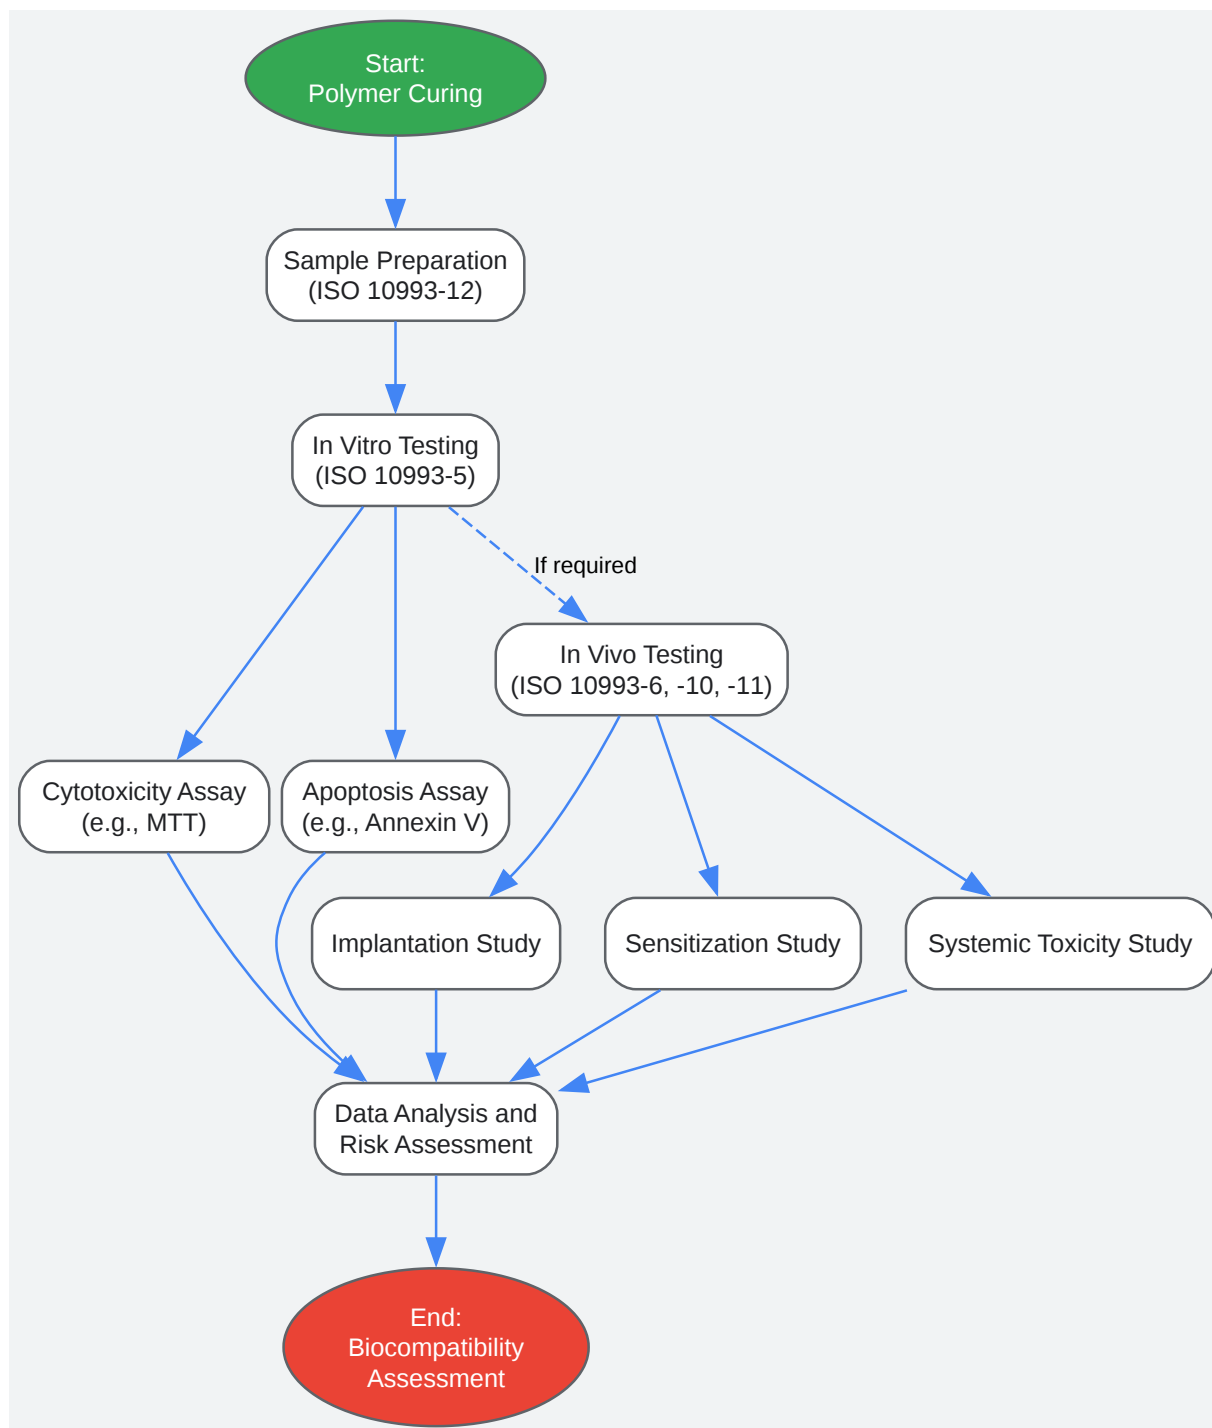 Start:
Polymer Curing
Sample Preparation
(ISO 10993-12)
In Vitro Testing
(ISO 10993-5)
If required
In Vivo Testing
(ISO 10993-6, -10, -11)
Cytotoxicity Assay
(e.g., MTT)
Apoptosis Assay
(e.g., Annexin V)
Implantation Study
Sensitization Study
Systemic Toxicity Study
Data Analysis and
Risk Assessment
End:
Biocompatibility
Assessment